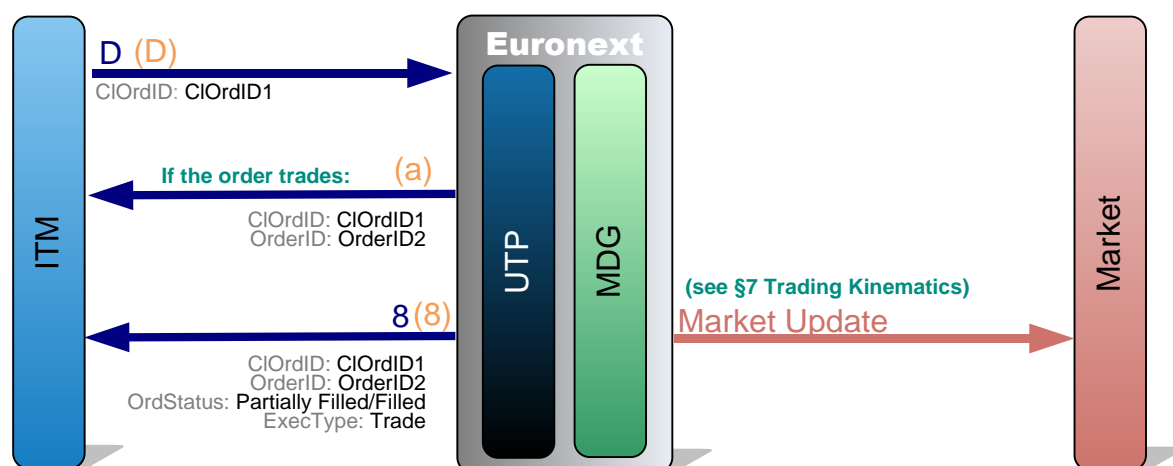 Euronext
D (D)
ClOrdID: ClOrdID1
If the order trades: (a)
ClOrdID: ClOrdID1
OrderID: OrderID2
ITM
UTP
MDG
Market
(see §7 Trading Kinematics)
8 (8)
Market Update
ClOrdID: ClOrdID1
OrderID: OrderID2
OrdStatus: Partially Filled/Filled
ExecType: Trade